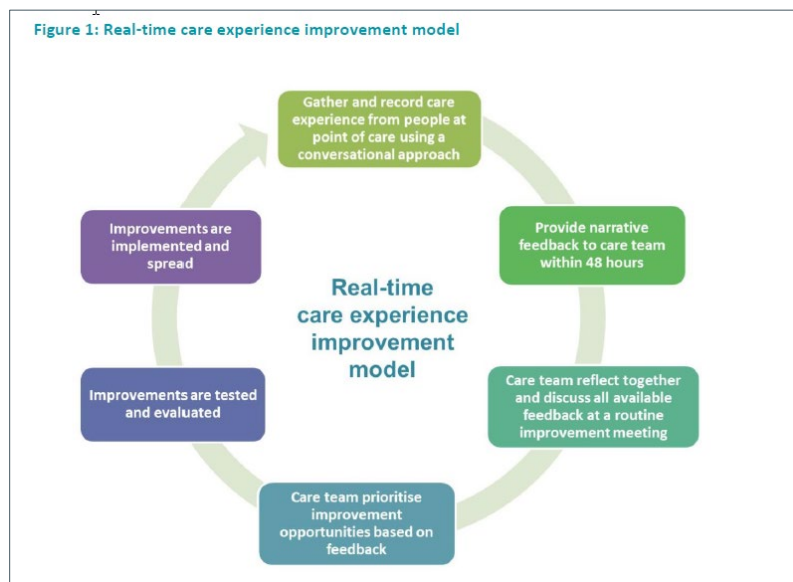 Figure 1: Real-time care experience improvement model
Gather and record care
experience from people at
point of care using a
conversational approach
Provide narrative
feedback to care team
within 48 hours
Care team reflect together
and discuss all available
feedback at a routine
improvement meeting
Care team prioritise
improvement
opportunities based on
feedback
Improvements are tested
and evaluated
Improvements are
implemented and
spread
Real-time
care experience
improvement
model